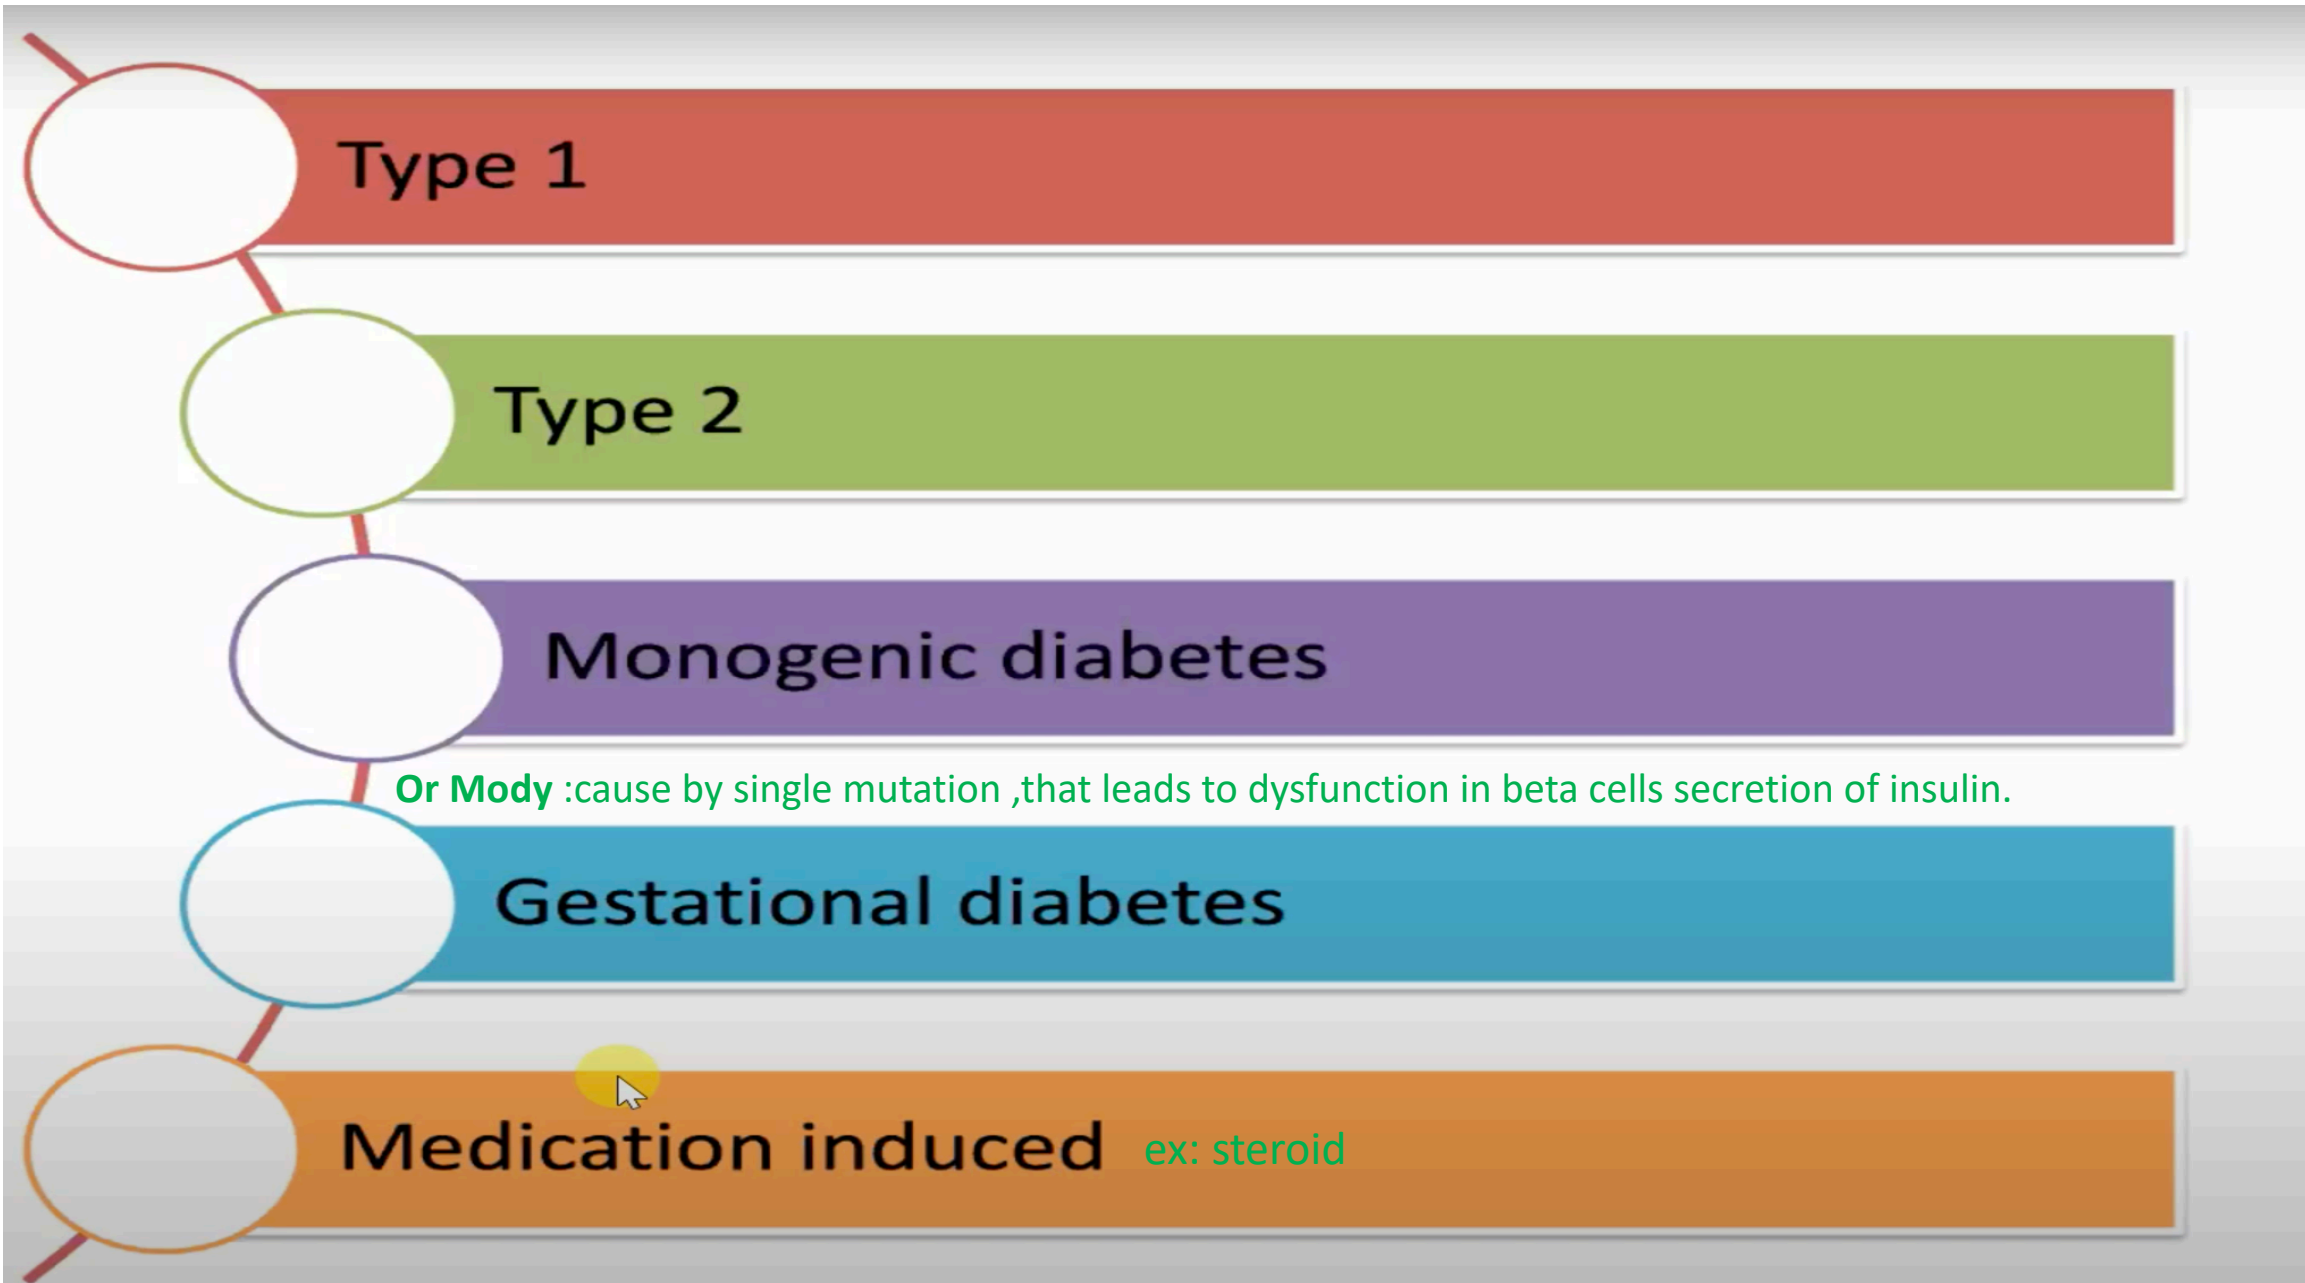 Type 1
Type 2
Monogenic diabetes
Or Mody :cause by single mutation ,that leads to dysfunction in beta cells secretion of insulin.
Gestational diabetes
Medication induced ex: steroid